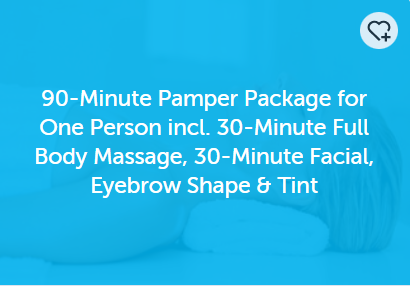 90-Minute Pamper Package for
One Person incl. 30-Minute Full
Body Massage, 30-Minute Facial,
Eyebrow Shape & Tint